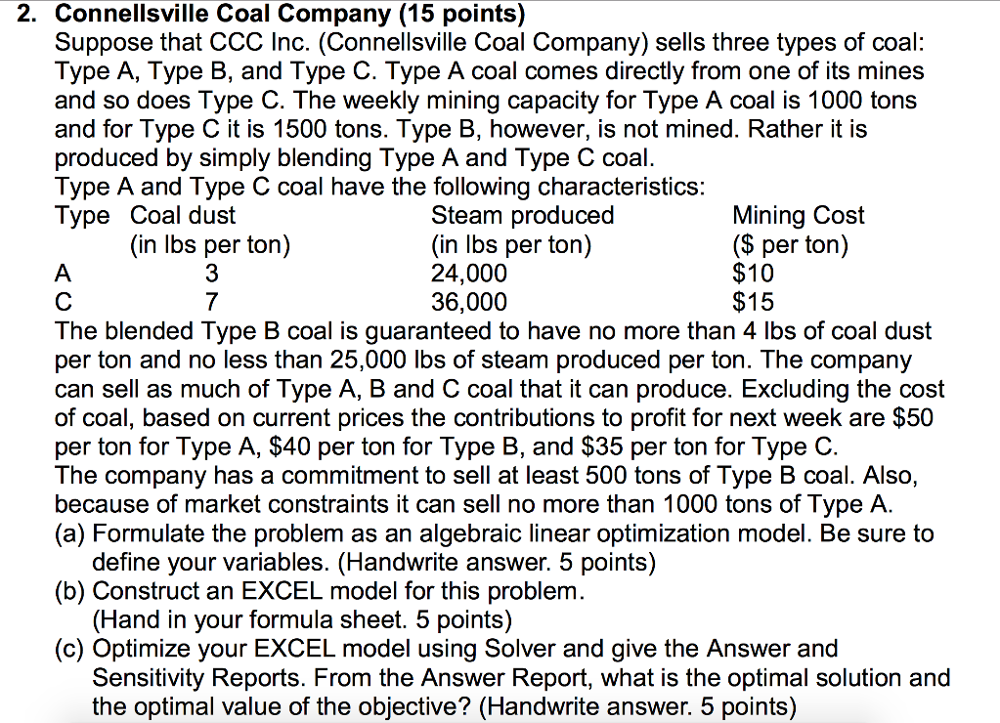 2. Connellsville Coal Company (15 points)
Suppose that CCC Inc. (Connellsville Coal Company) sells three types of coal:
Type A, Type B, and Type C. Type A coal comes directly from one of its mines
and so does Type C. The weekly mining capacity for Type A coal is 1000 tons
and for Type C it is 1500 tons. Type B, however, is not mined. Rather it is
produced by simply blending Type A and Type C coal.
Type A and Type C coal have the following characteristics:
Type Coal dust Steam produced Mining Cost
(in lbs per ton) (in lbs per ton) ($ per ton)
A 3 24,000 $10
C 7 36,000 $15
The blended Type B coal is guaranteed to have no more than 4 lbs of coal dust
per ton and no less than 25,000 lbs of steam produced per ton. The company
can sell as much of Type A, B and C coal that it can produce. Excluding the cost
of coal, based on current prices the contributions to profit for next week are $50
per ton for Type A, $40 per ton for Type B, and $35 per ton for Type C.
The company has a commitment to sell at least 500 tons of Type B coal. Also,
because of market constraints it can sell no more than 1000 tons of Type A.
(a) Formulate the problem as an algebraic linear optimization model. Be sure to
define your variables. (Handwrite answer. 5 points)
(b) Construct an EXCEL model for this problem.
(Hand in your formula sheet. 5 points)
(c) Optimize your EXCEL model using Solver and give the Answer and
Sensitivity Reports. From the Answer Report, what is the optimal solution and
the optimal value of the objective? (Handwrite answer. 5 points)